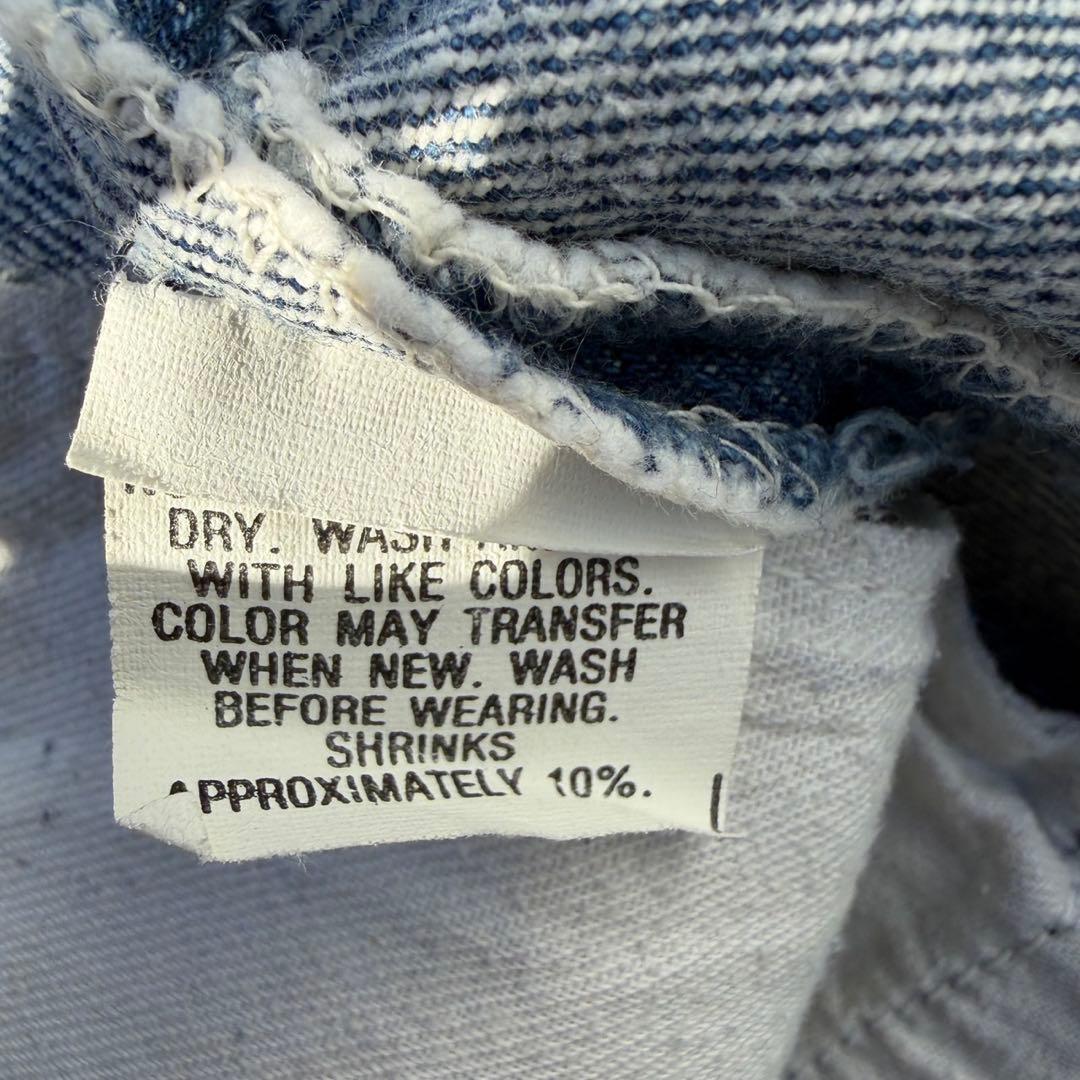 DRY. WASH
WITH LIKE COLORS.
COLOR MAY TRANSFER
WHEN NEW. WASH
BEFORE WEARING.
SHRINKS
APPROXIMATELY 10%.